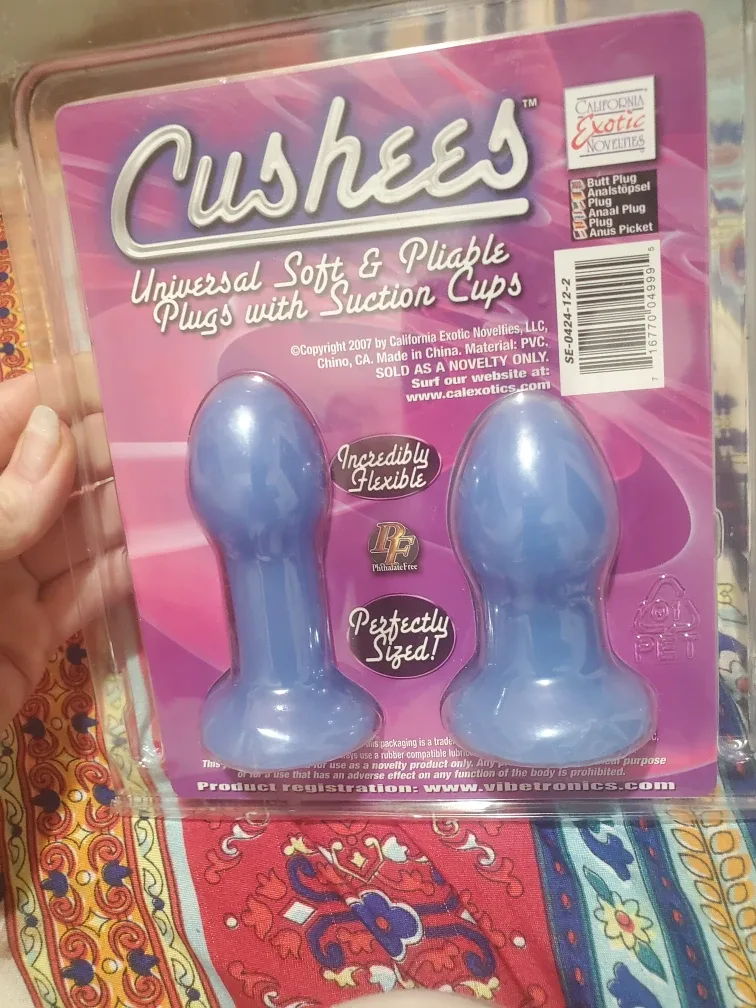 Cushees™
CALIFORNIA
Exotic
NOVELTIES
Butt Plug
Analstöpsel
Plug
Anaal Plug
Plug
Anus Picket
Universal Soft & Pliable
Plugs with Suction Cups
SE-0424-12-2
7 16770 04999 5
©Copyright 2007 by California Exotic Novelties, LLC,
Chino, CA. Made in China. Material: PVC.
SOLD AS A NOVELTY ONLY.
Surf our website at:
www.calexotics.com
Incredibly
Flexible
PF
Phthalate Free
Perfectly
Sized!
PET
this packaging is a
use a rubber compatible
This for use as a novelty product only. Any purpose
or for a use that has an adverse effect on any function of the body is prohibited.
Product registration: www.vibetronics.com